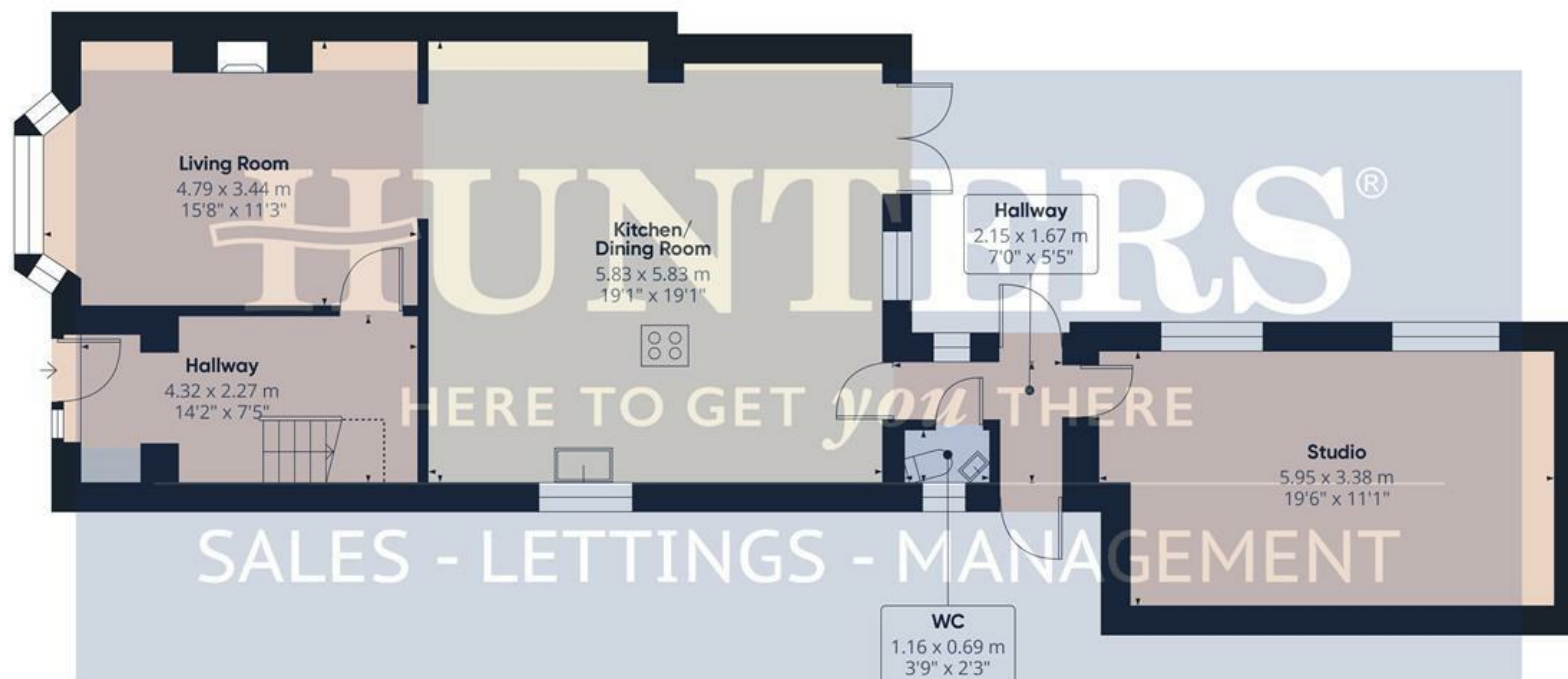 Living Room
4.79 x 3.44 m
15'8" x 11'3"
HUNTERS®
Kitchen/
Dining Room
5.83 x 5.83 m
19'1" x 19'1"
Hallway
2.15 x 1.67 m
7'0" x 5'5"
Hallway
4.32 x 2.27 m
14'2" x 7'5"
HERE TO GET you THERE
Studio
5.95 x 3.38 m
19'6" x 11'1"
SALES - LETTINGS - MANAGEMENT
WC
1.16 x 0.69 m
3'9" x 2'3"